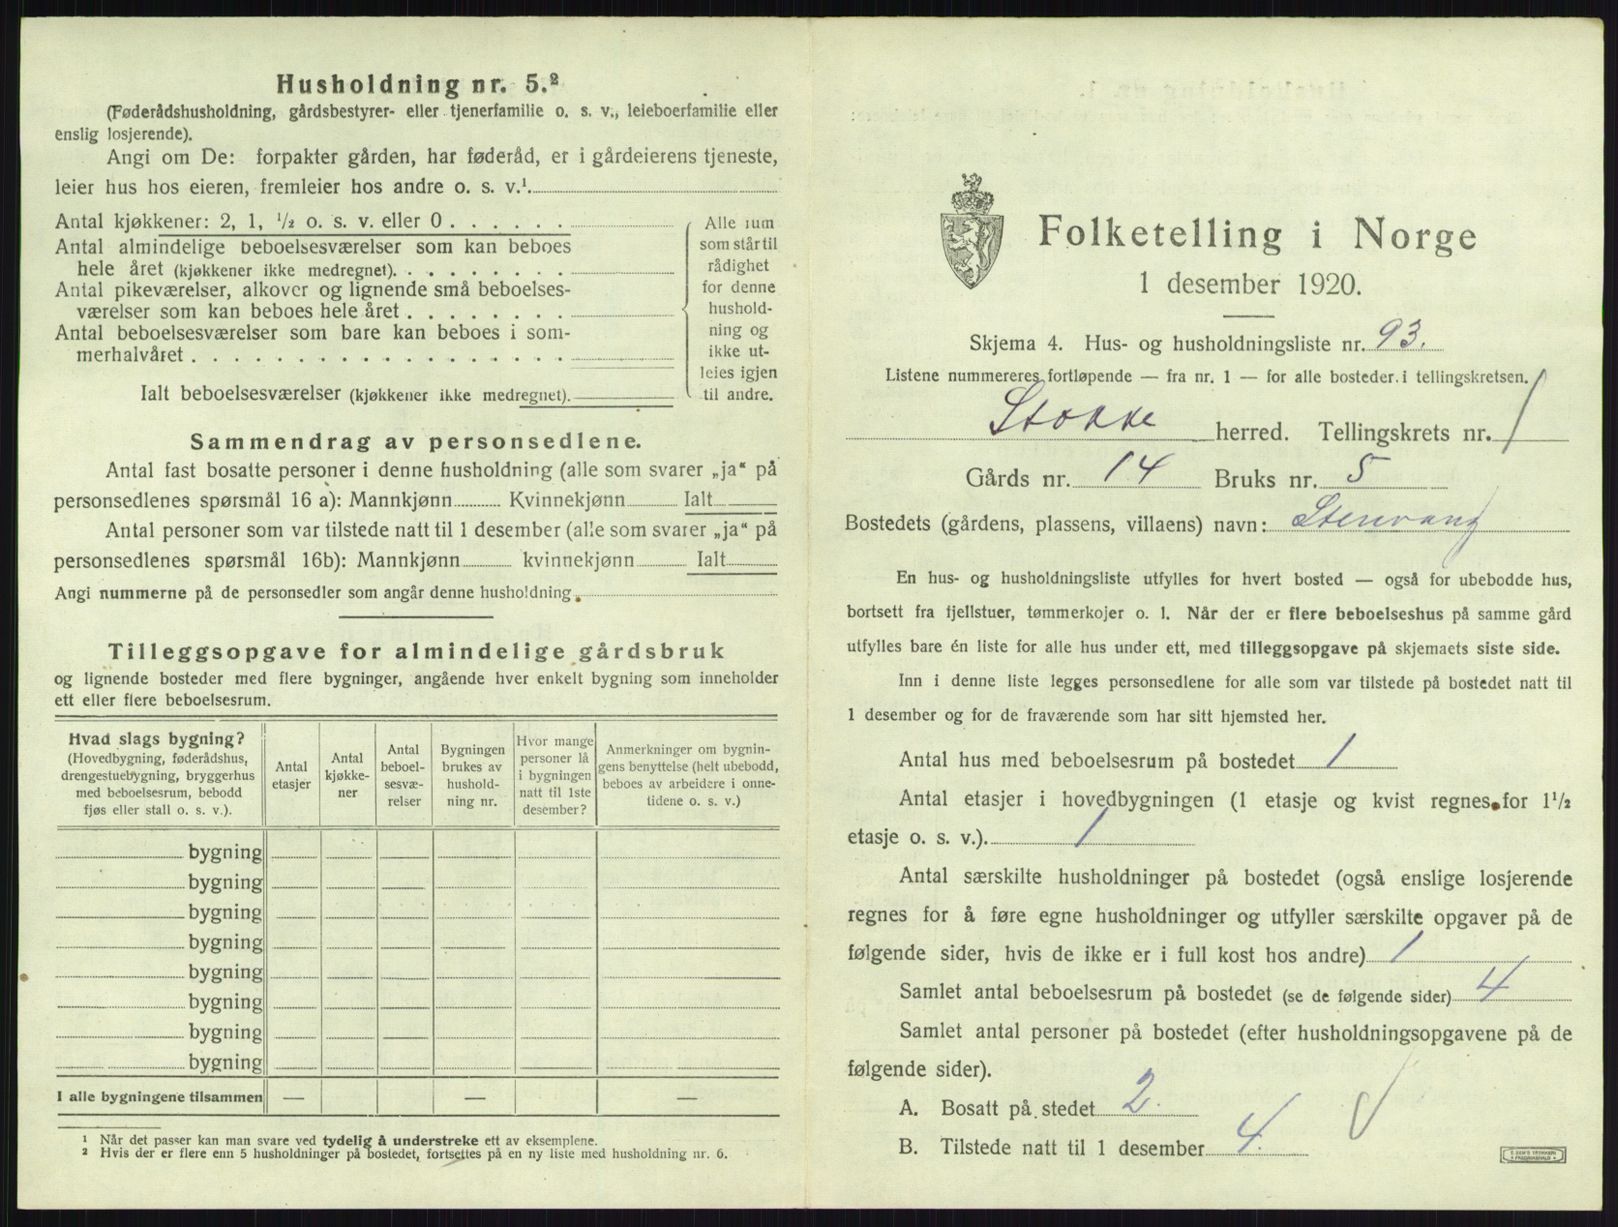 Husholdning nr. 5.²
(Føderådshusholdning, gårdsbestyrer- eller tjenerfamilie o. s. v., leieboerfamilie eller
enslig losjerende).
Angi om De: forpakter gården, har føderåd, er i gårdeierens tjeneste,
leier hus hos eieren, fremleier hos andre o. s. v.¹
Antal kjøkkener: 2, 1, ½ o. s. v. eller 0
Antal almindelige beboelsesværelser som kan beboes
hele året (kjøkkener ikke medregnet).
Antal pikeværelser, alkover og lignende små beboelses-
værelser som kan beboes hele året
Antal beboelsesværelser som bare kan beboes i som-
merhalvåret
Ialt beboelsesværelser (kjøkkener ikke medregnet).
Alle rum
som står til
rådighet
for denne
hushold-
ning og
ikke ut-
leies igjen
til andre.
Sammendrag av personsedlene.
Antal fast bosatte personer i denne husholdning (alle som svarer „ja“ på
personsedlenes spørsmål 16 a): Mannkjønn Kvinnekjønn Ialt
Antal personer som var tilstede natt til 1 desember (alle som svarer „ja“ på
personsedlenes spørsmål 16b): Mannkjønn kvinnekjønn Ialt
Angi nummerne på de personsedler som angår denne husholdning
Tilleggsopgave for almindelige gårdsbruk
og lignende bosteder med flere bygninger, angående hver enkelt bygning som inneholder
ett eller flere beboelsesrum.
Hvad slags bygning?
(Hovedbygning, føderådshus,
drengestuebygning, bryggerhus
med beboelsesrum, bebodd
fjøs eller stall o. s. v.).
Antal
etasjer
Antal
kjøkke-
ner
Antal
beboel-
sesvæ-
relser
Bygningen
brukes av
hushold-
ning nr.
Hvor mange
personer lå
i bygningen
natt til 1ste
desember?
Anmerkninger om bygnin-
gens benyttelse (helt ubebodd,
beboes av arbeidere i onne-
tidene o. s. v.)
bygning
bygning
bygning
bygning
bygning
bygning
bygning
bygning
I alle bygningene tilsammen — — —
¹ Når det passer kan man svare ved tydelig å understreke ett av eksemplene.
² Hvis der er flere enn 5 husholdninger på bostedet, fortsettes på en ny liste med husholdning nr. 6.
Folketelling i Norge
1 desember 1920.
Skjema 4. Hus- og husholdningsliste nr. 93.
Listene nummereres fortløpende — fra nr. 1 — for alle bosteder i tellingskretsen.
Stokke herred. Tellingskrets nr. 1
Gårds nr. 14 Bruks nr. 5
Bostedets (gårdens, plassens, villaens) navn: Stenvang
En hus- og husholdningsliste utfylles for hvert bosted — også for ubebodde hus,
bortsett fra fjellstuer, tømmerkojer o. l. Når der er flere beboelseshus på samme gård
utfylles bare én liste for alle hus under ett, med tilleggsopgave på skjemaets siste side.
Inn i denne liste legges personsedlene for alle som var tilstede på bostedet natt til
1 desember og for de fraværende som har sitt hjemsted her.
Antal hus med beboelsesrum på bostedet 1
Antal etasjer i hovedbygningen (1 etasje og kvist regnes for 1½
etasje o. s. v.). 1
Antal særskilte husholdninger på bostedet (også enslige losjerende
regnes for å føre egne husholdninger og utfyller særskilte opgaver på de
følgende sider, hvis de ikke er i full kost hos andre) 1
Samlet antal beboelsesrum på bostedet (se de følgende sider) 4
Samlet antal personer på bostedet (efter husholdningsopgavene på de
følgende sider).
A. Bosatt på stedet 2.
B. Tilstede natt til 1 desember 4.